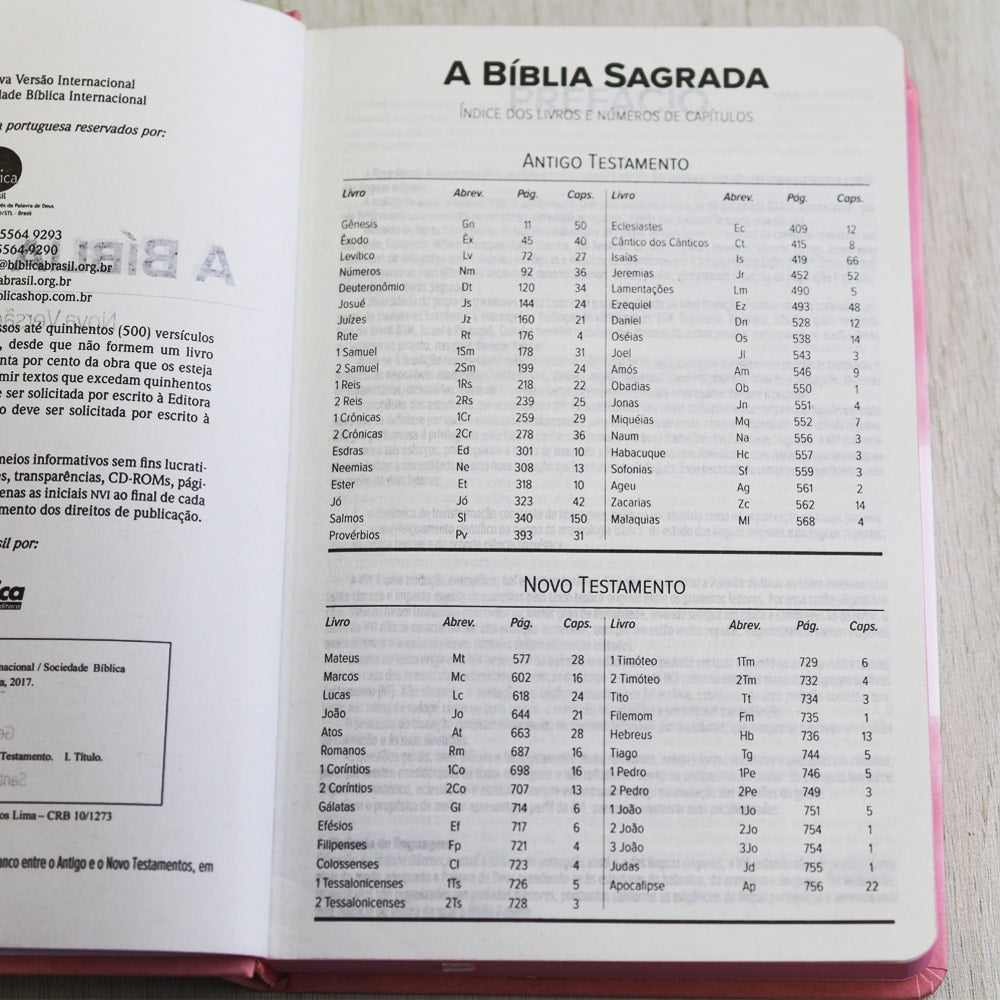 va Versão Internacional
dade Bíblica Internacional
a portuguesa reservados por:
5564 9293
5564-9290
@biblicabrasil.org.br
abrasil.org.br
blicashop.com.br
ssos até quinhentos (500) versículos
, desde que não formem um livro
nta por cento da obra que os esteja
mir textos que excedam quinhentos
e ser solicitada por escrito à Editora
o deve ser solicitada por escrito à
meios informativos sem fins lucrati-
es, transparências, CD-ROMs, pági-
enas as iniciais NVI ao final de cada
mento dos direitos de publicação.
sil por:
ica
editora
nacional / Sociedade Bíblica
a, 2017.
Testamento. I. Título.
os Lima – CRB 10/1273
anco entre o Antigo e o Novo Testamentos, em
A BÍBLIA SAGRADA
ÍNDICE DOS LIVROS E NÚMEROS DE CAPÍTULOS
ANTIGO TESTAMENTO
Livro Abrev. Pág. Caps.
Gênesis Gn 11 50
Êxodo Êx 45 40
Levítico Lv 72 27
Números Nm 92 36
Deuteronômio Dt 120 34
Josué Js 144 24
Juízes Jz 160 21
Rute Rt 176 4
1 Samuel 1Sm 178 31
2 Samuel 2Sm 199 24
1 Reis 1Rs 218 22
2 Reis 2Rs 239 25
1 Crônicas 1Cr 259 29
2 Crônicas 2Cr 278 36
Esdras Ed 301 10
Neemias Ne 308 13
Ester Et 318 10
Jó Jó 323 42
Salmos Sl 340 150
Provérbios Pv 393 31
Livro Abrev. Pág. Caps.
Eclesiastes Ec 409 12
Cântico dos Cânticos Ct 415 8
Isaías Is 419 66
Jeremias Jr 452 52
Lamentações Lm 490 5
Ezequiel Ez 493 48
Daniel Dn 528 12
Oséias Os 538 14
Joel Jl 543 3
Amós Am 546 9
Obadias Ob 550 1
Jonas Jn 551 4
Miquéias Mq 552 7
Naum Na 556 3
Habacuque Hc 557 3
Sofonias Sf 559 3
Ageu Ag 561 2
Zacarias Zc 562 14
Malaquias Ml 568 4
NOVO TESTAMENTO
Livro Abrev. Pág. Caps.
Mateus Mt 577 28
Marcos Mc 602 16
Lucas Lc 618 24
João Jo 644 21
Atos At 663 28
Romanos Rm 687 16
1 Coríntios 1Co 698 16
2 Coríntios 2Co 707 13
Gálatas Gl 714 6
Efésios Ef 717 6
Filipenses Fp 721 4
Colossenses Cl 723 4
1 Tessalonicenses 1Ts 726 5
2 Tessalonicenses 2Ts 728 3
Livro Abrev. Pág. Caps.
1 Timóteo 1Tm 729 6
2 Timóteo 2Tm 732 4
Tito Tt 734 3
Filemom Fm 735 1
Hebreus Hb 736 13
Tiago Tg 744 5
1 Pedro 1Pe 746 5
2 Pedro 2Pe 749 3
1 João 1Jo 751 5
2 João 2Jo 754 1
3 João 3Jo 754 1
Judas Jd 755 1
Apocalipse Ap 756 22